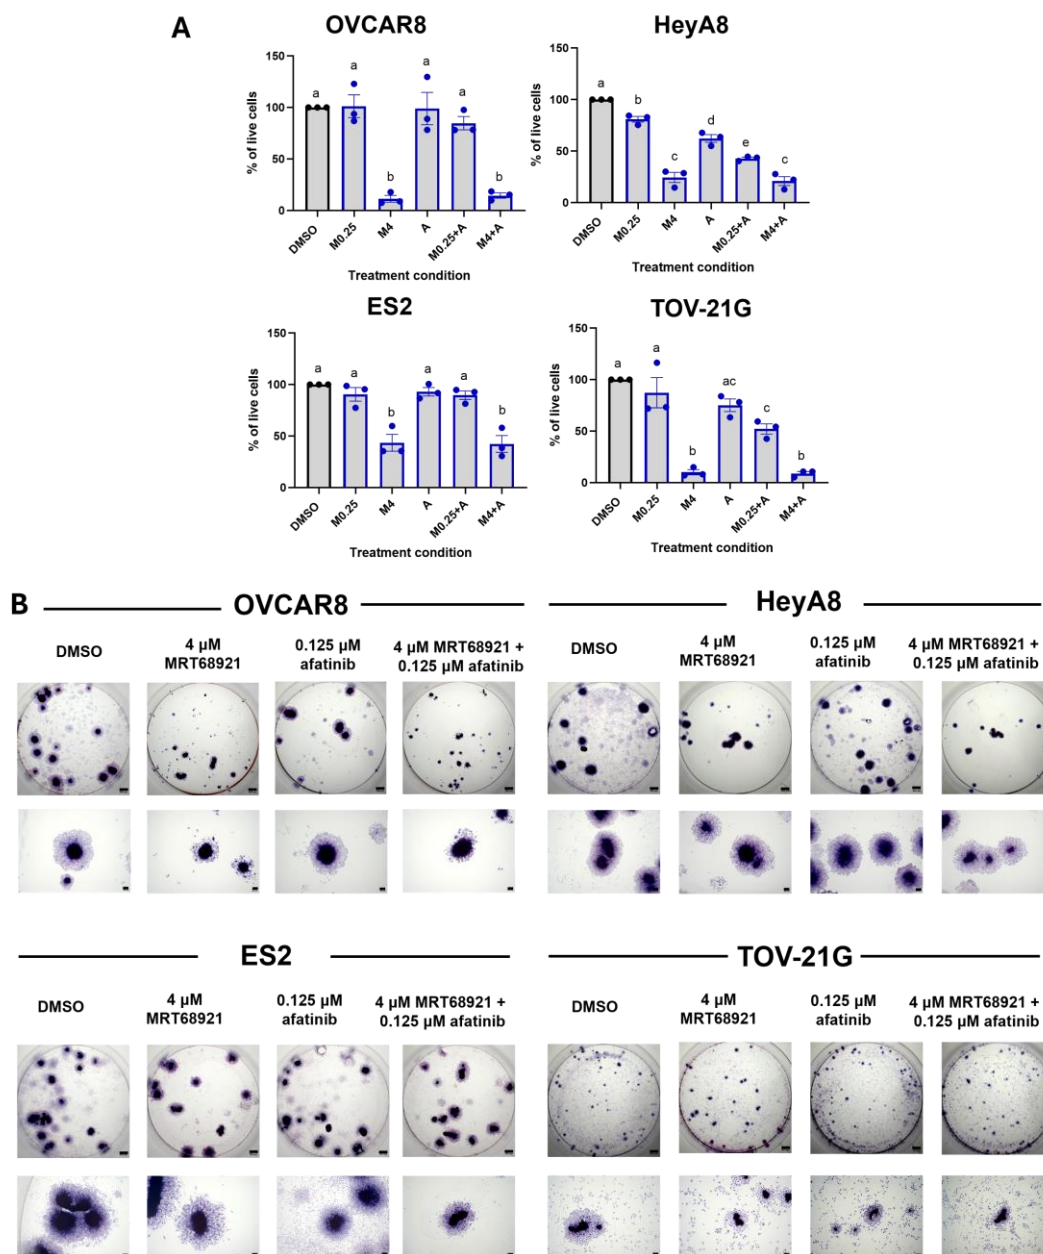 A
OVCAR8
% of live cells
150
100
50
0
a
a
b
a
a
b
DMSO
M0.25
M4
A
M0.25+A
M4+A
Treatment condition
HeyA8
% of live cells
150
100
50
0
a
b
c
d
e
c
DMSO
M0.25
M4
A
M0.25+A
M4+A
Treatment condition
ES2
% of live cells
150
100
50
0
a
a
b
a
a
b
DMSO
M0.25
M4
A
M0.25+A
M4+A
Treatment condition
TOV-21G
% of live cells
150
100
50
0
a
a
b
ac
c
b
DMSO
M0.25
M4
A
M0.25+A
M4+A
Treatment condition
B
OVCAR8
DMSO
4 µM
MRT68921
0.125 µM
afatinib
4 µM MRT68921 +
0.125 µM afatinib
HeyA8
DMSO
4 µM
MRT68921
0.125 µM
afatinib
4 µM MRT68921 +
0.125 µM afatinib
ES2
DMSO
4 µM
MRT68921
0.125 µM
afatinib
4 µM MRT68921 +
0.125 µM afatinib
TOV-21G
DMSO
4 µM
MRT68921
0.125 µM
afatinib
4 µM MRT68921 +
0.125 µM afatinib